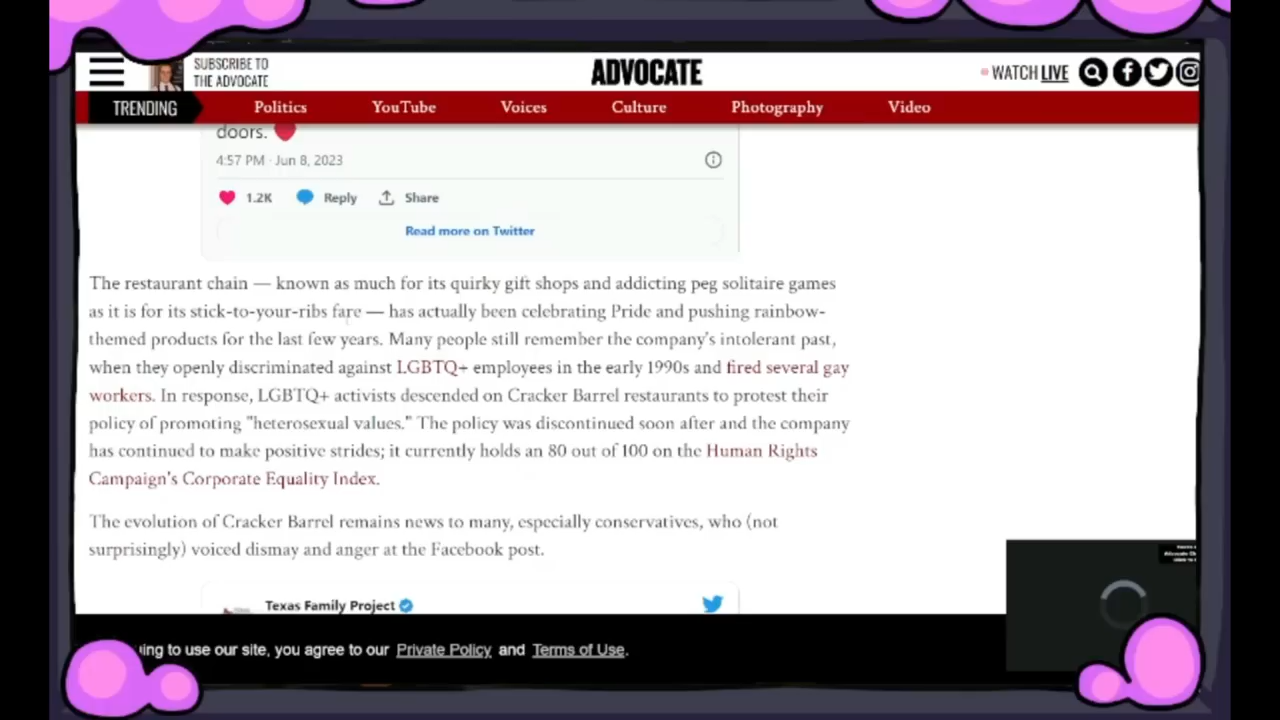 SUBSCRIBE TO
THE ADVOCATE
ADVOCATE
WATCH LIVE
TRENDING
Politics
YouTube
Voices
Culture
Photography
Video
doors.
4:57 PM · Jun 8, 2023
1.2K
Reply
Share
Read more on Twitter
The restaurant chain — known as much for its quirky gift shops and addicting peg solitaire games
as it is for its stick-to-your-ribs fare — has actually been celebrating Pride and pushing rainbow-
themed products for the last few years. Many people still remember the company's intolerant past,
when they openly discriminated against LGBTQ+ employees in the early 1990s and fired several gay
workers. In response, LGBTQ+ activists descended on Cracker Barrel restaurants to protest their
policy of promoting "heterosexual values." The policy was discontinued soon after and the company
has continued to make positive strides; it currently holds an 80 out of 100 on the Human Rights
Campaign's Corporate Equality Index.
The evolution of Cracker Barrel remains news to many, especially conservatives, who (not
surprisingly) voiced dismay and anger at the Facebook post.
Texas Family Project
to use our site, you agree to our Private Policy and Terms of Use.